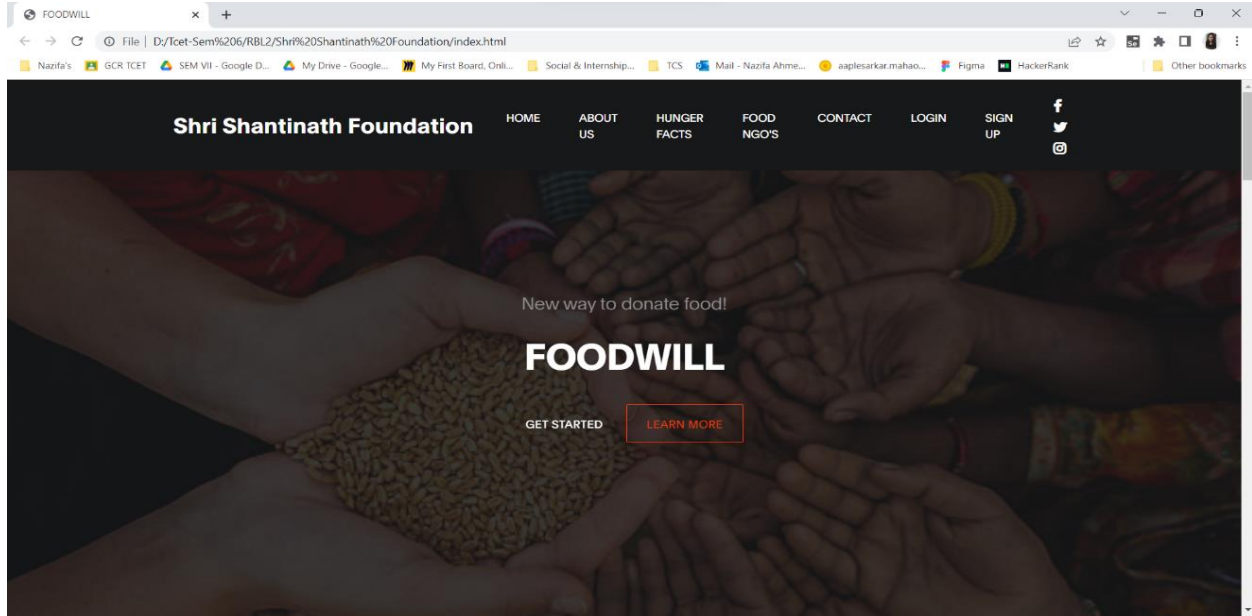 FOODWILL
File | D:/Tcet-Sem%206/RBL2/Shri%20Shantinath%20Foundation/index.html
Nazifa's GCR TCET SEM VII - Google D... My Drive - Google... My First Board, Onli... Social & Internship... TCS Mail - Nazifa Ahme... aaplesarkar.mahao... Figma HackerRank Other bookmarks
Shri Shantinath Foundation
HOME
ABOUT
US
HUNGER
FACTS
FOOD
NGO'S
CONTACT
LOGIN
SIGN
UP
New way to donate food!
FOODWILL
GET STARTED LEARN MORE